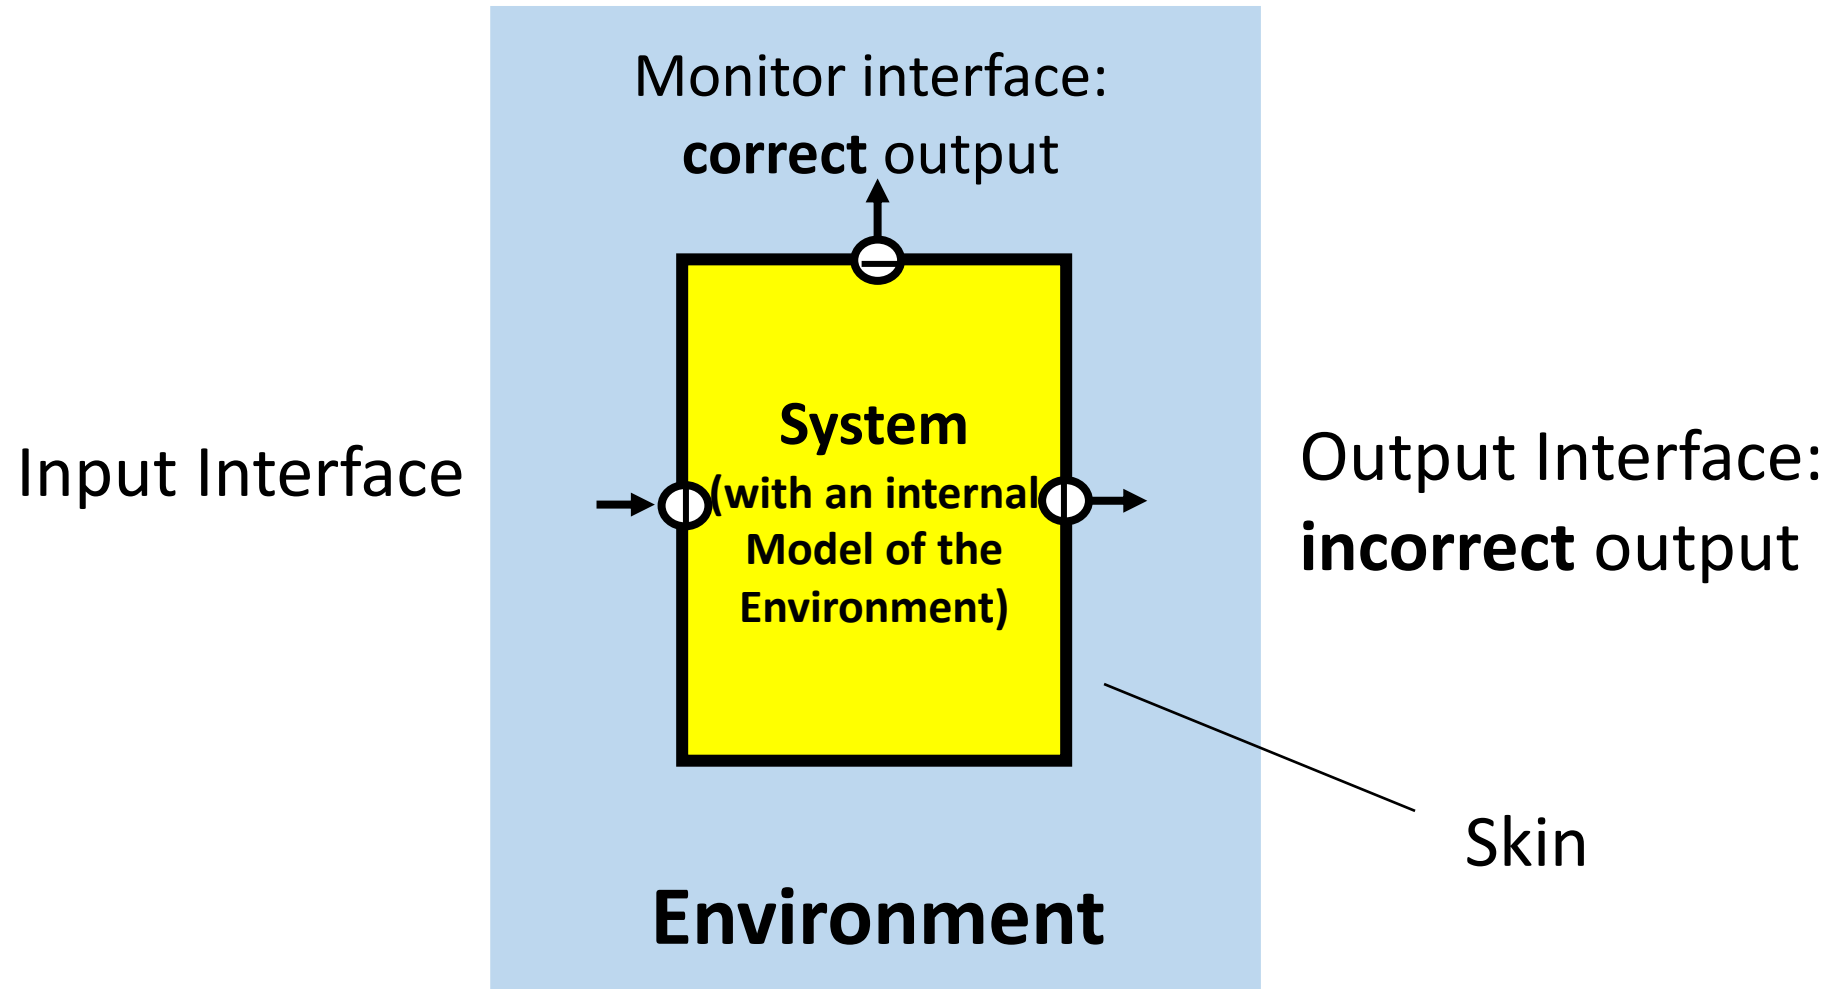 Monitor interface:
correct output
System
(with an internal
Model of the
Environment)
Input Interface
Output Interface:
incorrect output
Skin
Environment